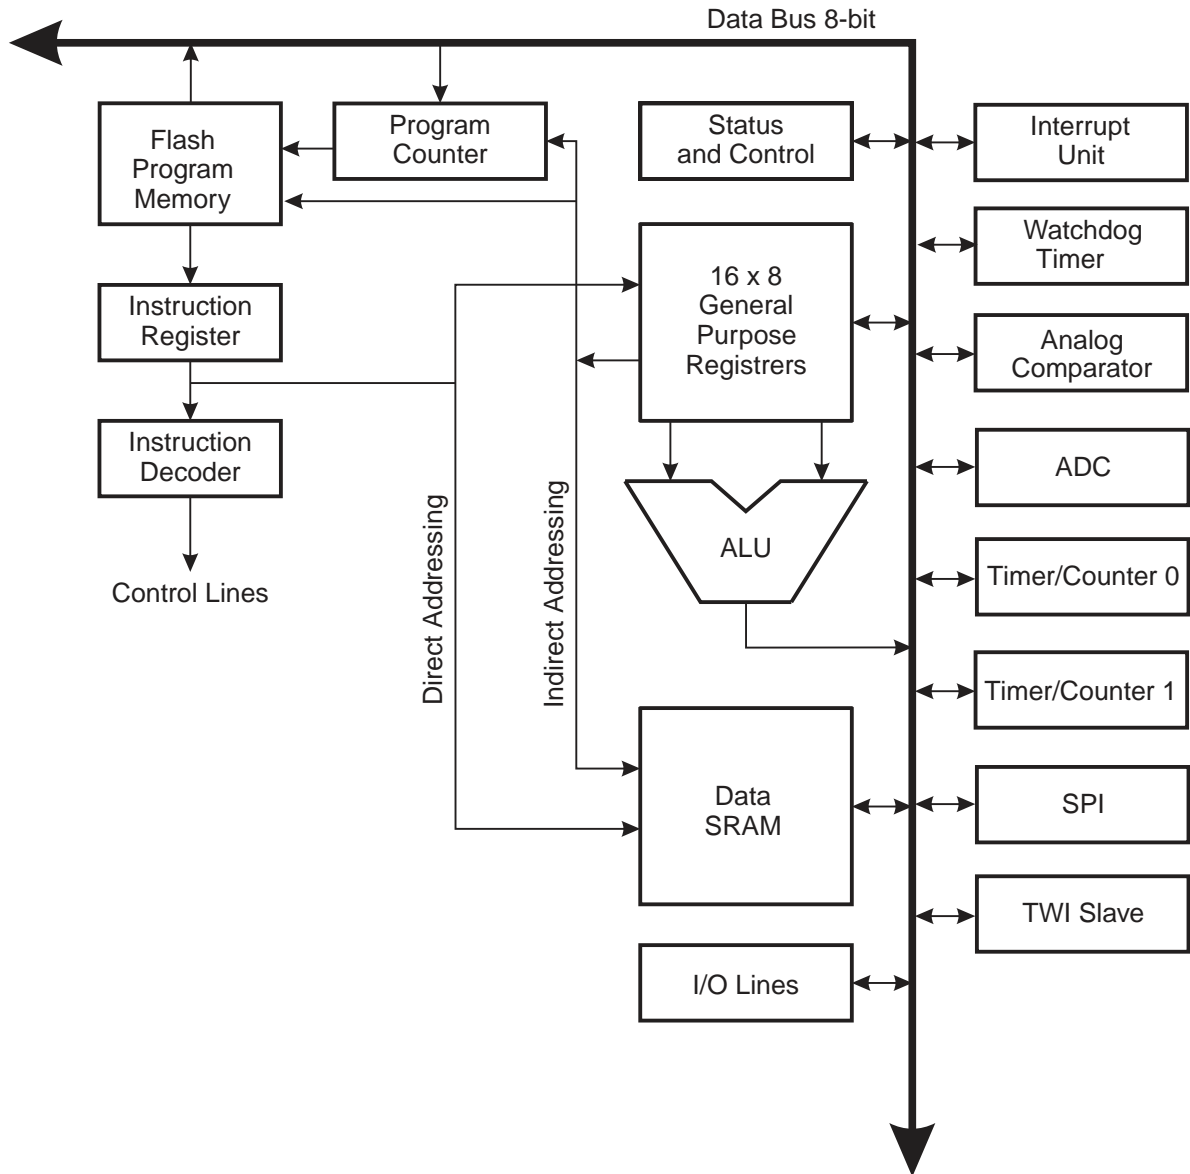 Data Bus 8-bit
Flash
Program
Memory
Program
Counter
Status
and Control
Interrupt
Unit
Watchdog
Timer
16 x 8
General
Purpose
Registrers
Instruction
Register
Analog
Comparator
Instruction
Decoder
ADC
Direct Addressing
Indirect Addressing
ALU
Control Lines
Timer/Counter 0
Timer/Counter 1
Data
SRAM
SPI
TWI Slave
I/O Lines